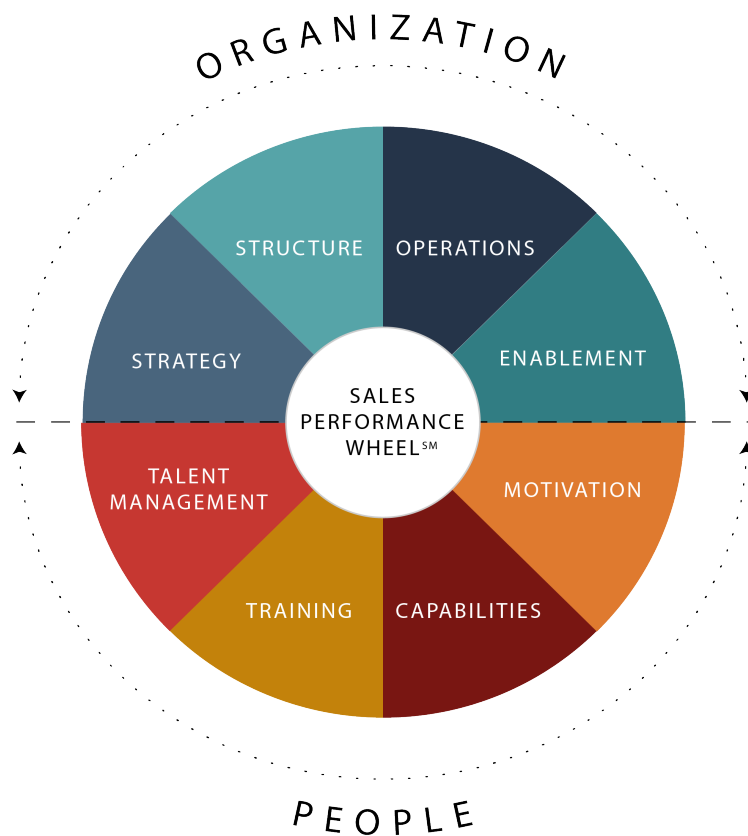 ORGANIZATION
STRUCTURE
OPERATIONS
STRATEGY
ENABLEMENT
SALES
PERFORMANCE
WHEEL℠
TALENT
MANAGEMENT
MOTIVATION
TRAINING
CAPABILITIES
PEOPLE